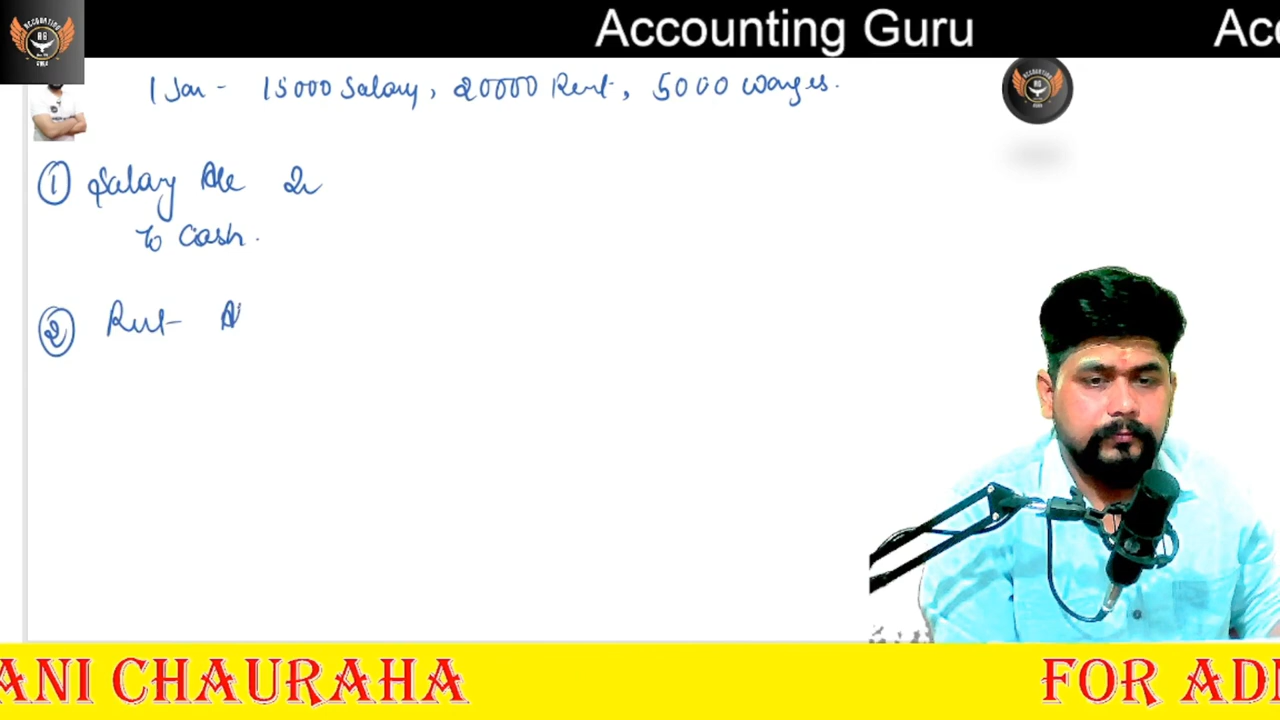 Accounting Guru Acc
1 Jan - 15000 Salary, 20000 Rent, 5000 Wages.
① Salary A/c Dr
To Cash.
② Rent A
ANI CHAURAHA FOR ADM